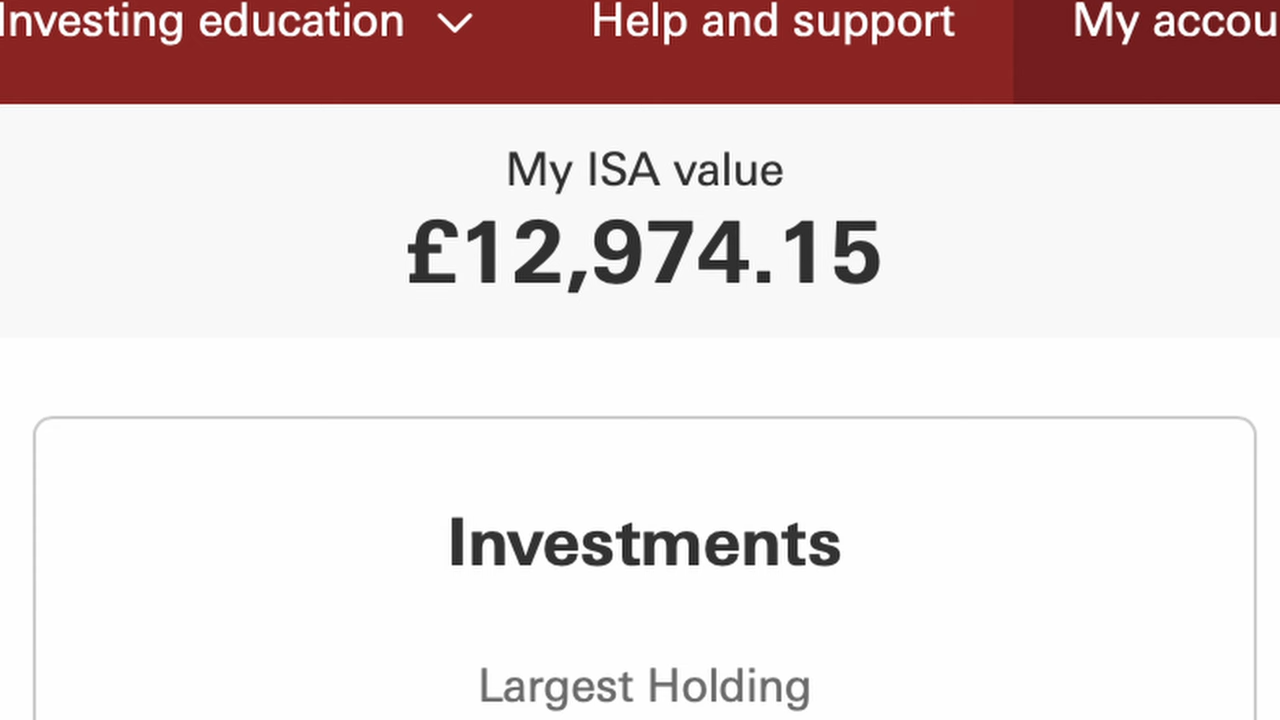 Investing education
Help and support
My accou
My ISA value
£12,974.15
Investments
Largest Holding